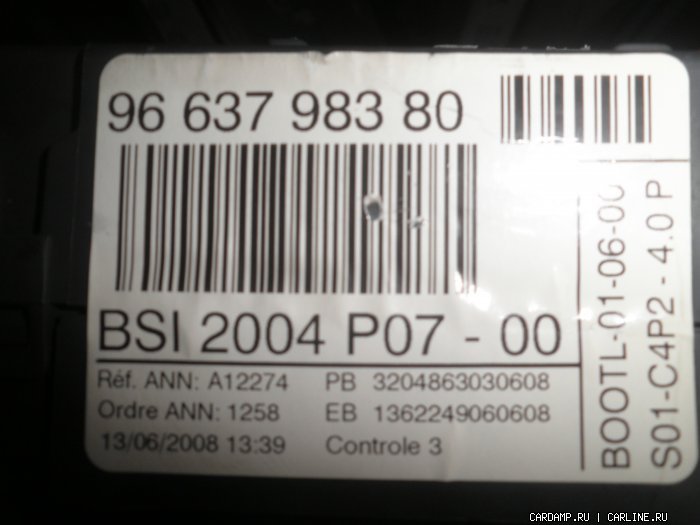 96 637 983 80
BSI 2004 P07 - 00
Réf. ANN: A12274 PB 3204863030608
Ordre ANN: 1258 EB 1362249060608
13/06/2008 13:39 Controle 3
BOOTL-01-06-00
S01-C4P2 - 4.0 P
CARDAMP.RU | CARLINE.RU